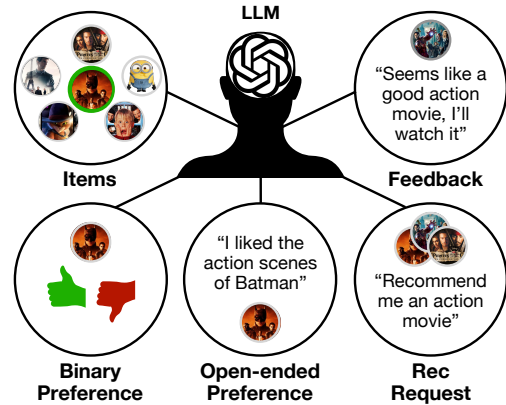 LLM
Items
“Seems like a
good action
movie, I’ll
watch it”
Feedback
Binary
Preference
“I liked the
action scenes
of Batman”
Open-ended
Preference
“Recommend
me an action
movie”
Rec
Request